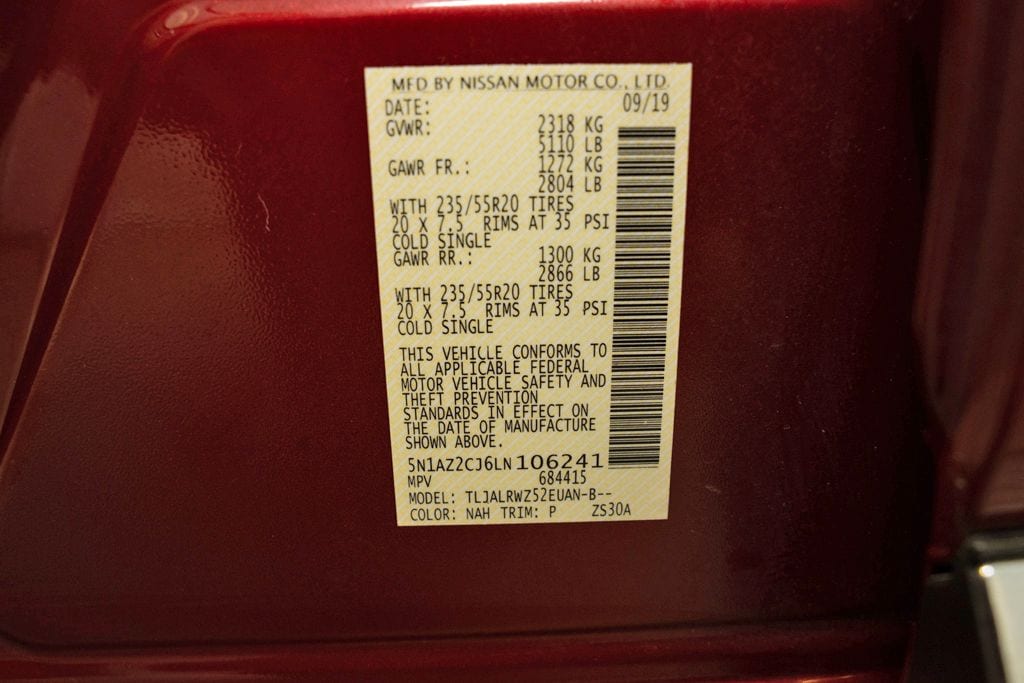 MFD BY NISSAN MOTOR CO., LTD.
DATE: 09/19
GVWR: 2318 KG
5110 LB
GAWR FR.: 1272 KG
2804 LB
WITH 235/55R20 TIRES
20 X 7.5 RIMS AT 35 PSI
COLD SINGLE
GAWR RR.: 1300 KG
2866 LB
WITH 235/55R20 TIRES
20 X 7.5 RIMS AT 35 PSI
COLD SINGLE
THIS VEHICLE CONFORMS TO
ALL APPLICABLE FEDERAL
MOTOR VEHICLE SAFETY AND
THEFT PREVENTION
STANDARDS IN EFFECT ON
THE DATE OF MANUFACTURE
SHOWN ABOVE.
5N1AZ2CJ6LN106241
MPV 684415
MODEL: TLJALRWZ52EUAN-B--
COLOR: NAH TRIM: P ZS30A